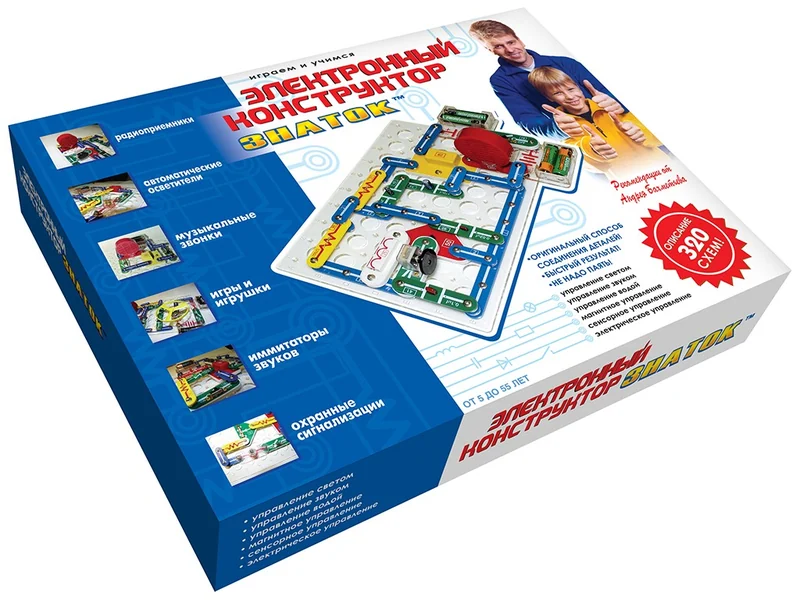 играем и учимся
ЭЛЕКТРОННЫЙ
КОНСТРУКТОР
ЗНАТОК™
радиоприемники
автоматические
осветители
музыкальные
звонки
игры и
игрушки
иммитаторы
звуков
охранные
сигнализации
Рекомендации от
Андрея Бахметьева
ОПИСАНИЕ
320
СХЕМ!
•ОРИГИНАЛЬНЫЙ СПОСОБ
СОЕДИНЕНИЯ ДЕТАЛЕЙ!
•БЫСТРЫЙ РЕЗУЛЬТАТ!
•НЕ НАДО ПАЯТЬ!
управление светом
управление звуком
управление водой
магнитное управление
сенсорное управление
электрическое управление
ОТ 5 ДО 55 ЛЕТ
ЭЛЕКТРОННЫЙ
КОНСТРУКТОР
ЗНАТОК™
• управление светом
• управление звуком
• управление водой
• магнитное управление
• сенсорное управление
• электрическое управление
ЭЛЕКТРОННЫЙ
КОНСТРУКТОР
ЗНАТОК